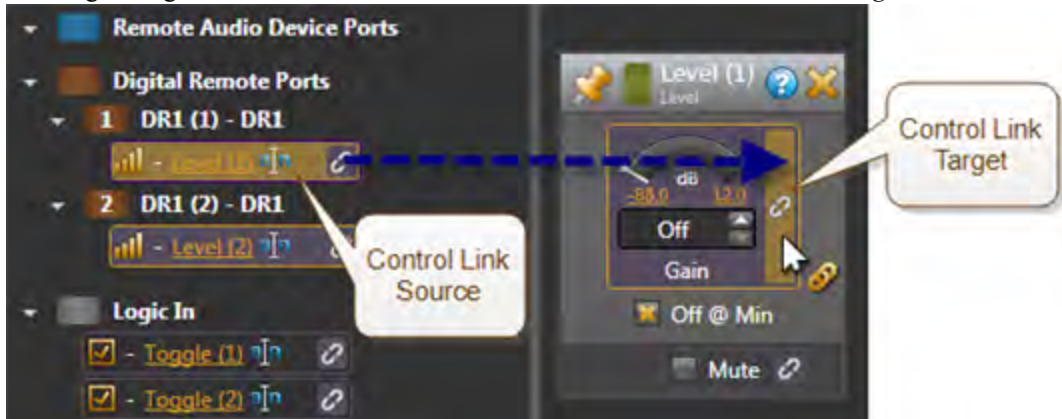 Remote Audio Device Ports
Digital Remote Ports
1 DR1 (1) - DR1
- Level (1)
2 DR1 (2) - DR1
- Level (2)
Logic In
- Toggle (1)
- Toggle (2)
Control Link
Source
Level (1)
Level
?
dB
-88.0 12.0
Off
Gain
Off @ Min
Mute
Control Link
Target